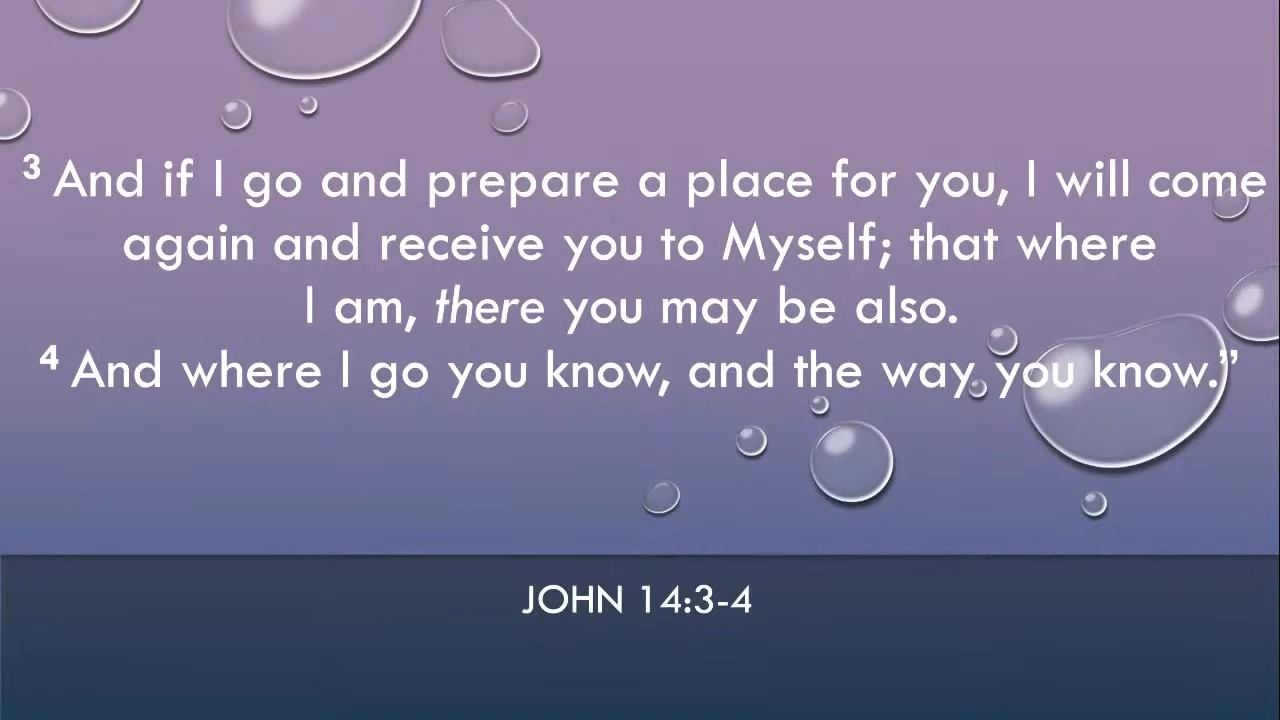 ³ And if I go and prepare a place for you, I will come
again and receive you to Myself; that where
I am, there you may be also.
⁴ And where I go you know, and the way you know.”
JOHN 14:3-4